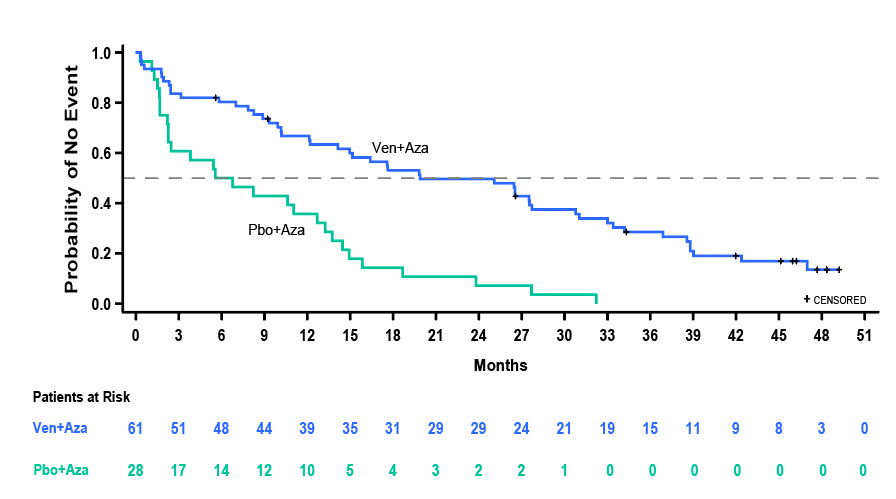 Probability of No Event
1.0
0.8
0.6
0.4
0.2
0.0
Ven+Aza
Pbo+Aza
+ CENSORED
0 3 6 9 12 15 18 21 24 27 30 33 36 39 42 45 48 51
Months
Patients at Risk
Ven+Aza 61 51 48 44 39 35 31 29 29 24 21 19 15 11 9 8 3 0
Pbo+Aza 28 17 14 12 10 5 4 3 2 2 1 0 0 0 0 0 0 0